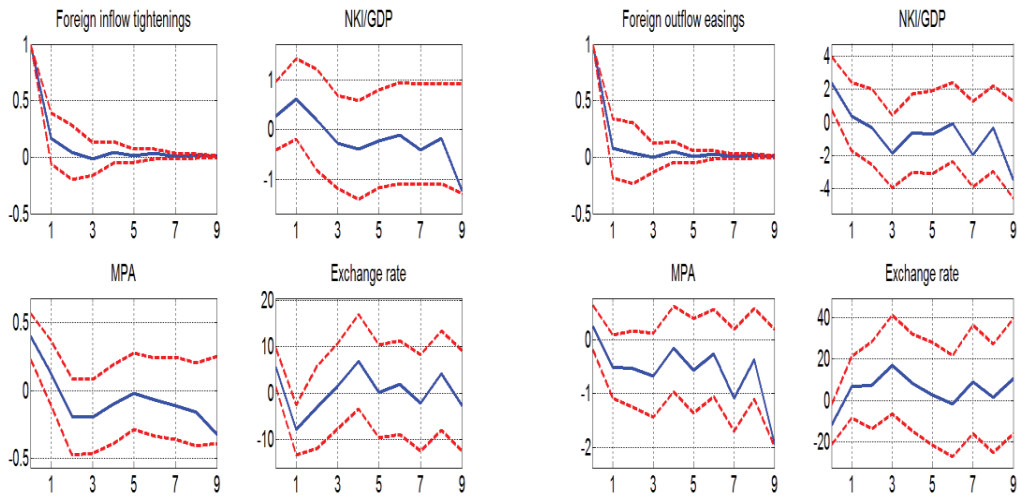 Foreign inflow tightenings
1
0.5
0
-0.5
1 3 5 7 9
NKI/GDP
1
0
-1
1 3 5 7 9
Foreign outflow easings
1
0.5
0
-0.5
1 3 5 7 9
NKI/GDP
4
2
0
-2
-4
1 3 5 7 9
MPA
0.5
0
-0.5
1 3 5 7 9
Exchange rate
20
10
0
-10
1 3 5 7 9
MPA
0
-1
-2
1 3 5 7 9
Exchange rate
40
20
0
-20
1 3 5 7 9